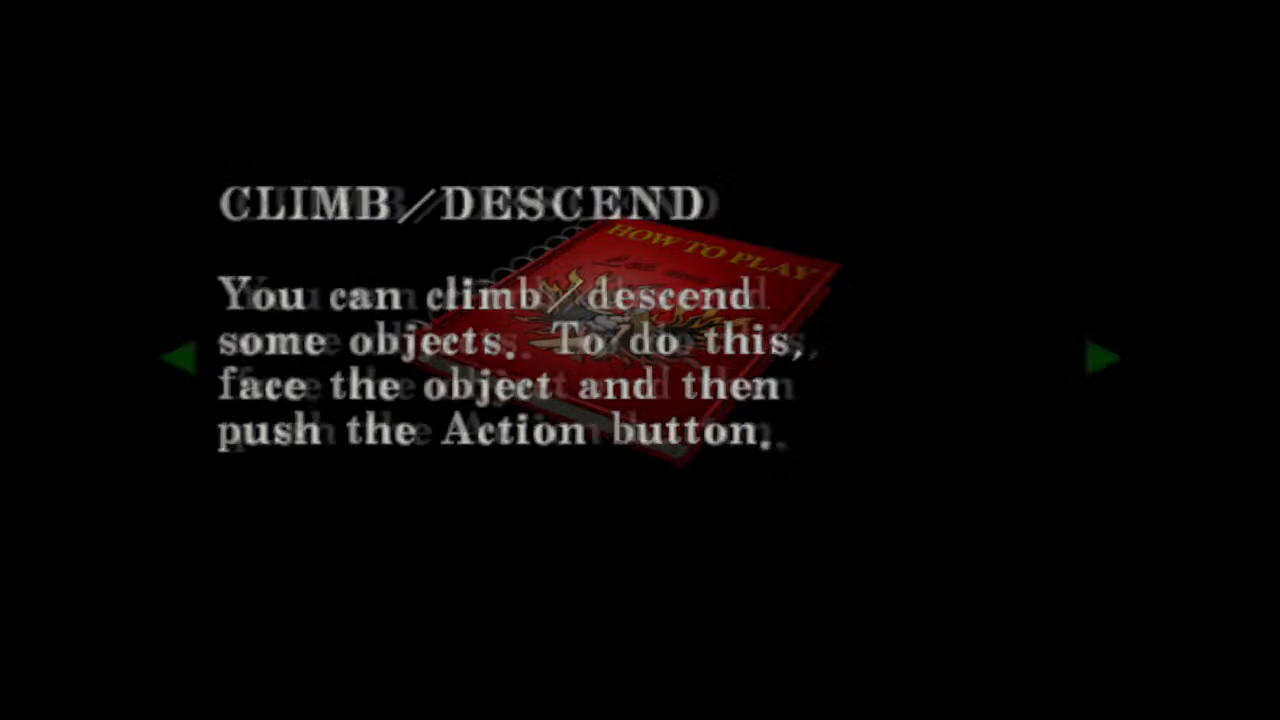 CLIMB/DESCEND
You can climb/descend
some objects. To do this,
face the object and then
push the Action button.
HOW TO PLAY